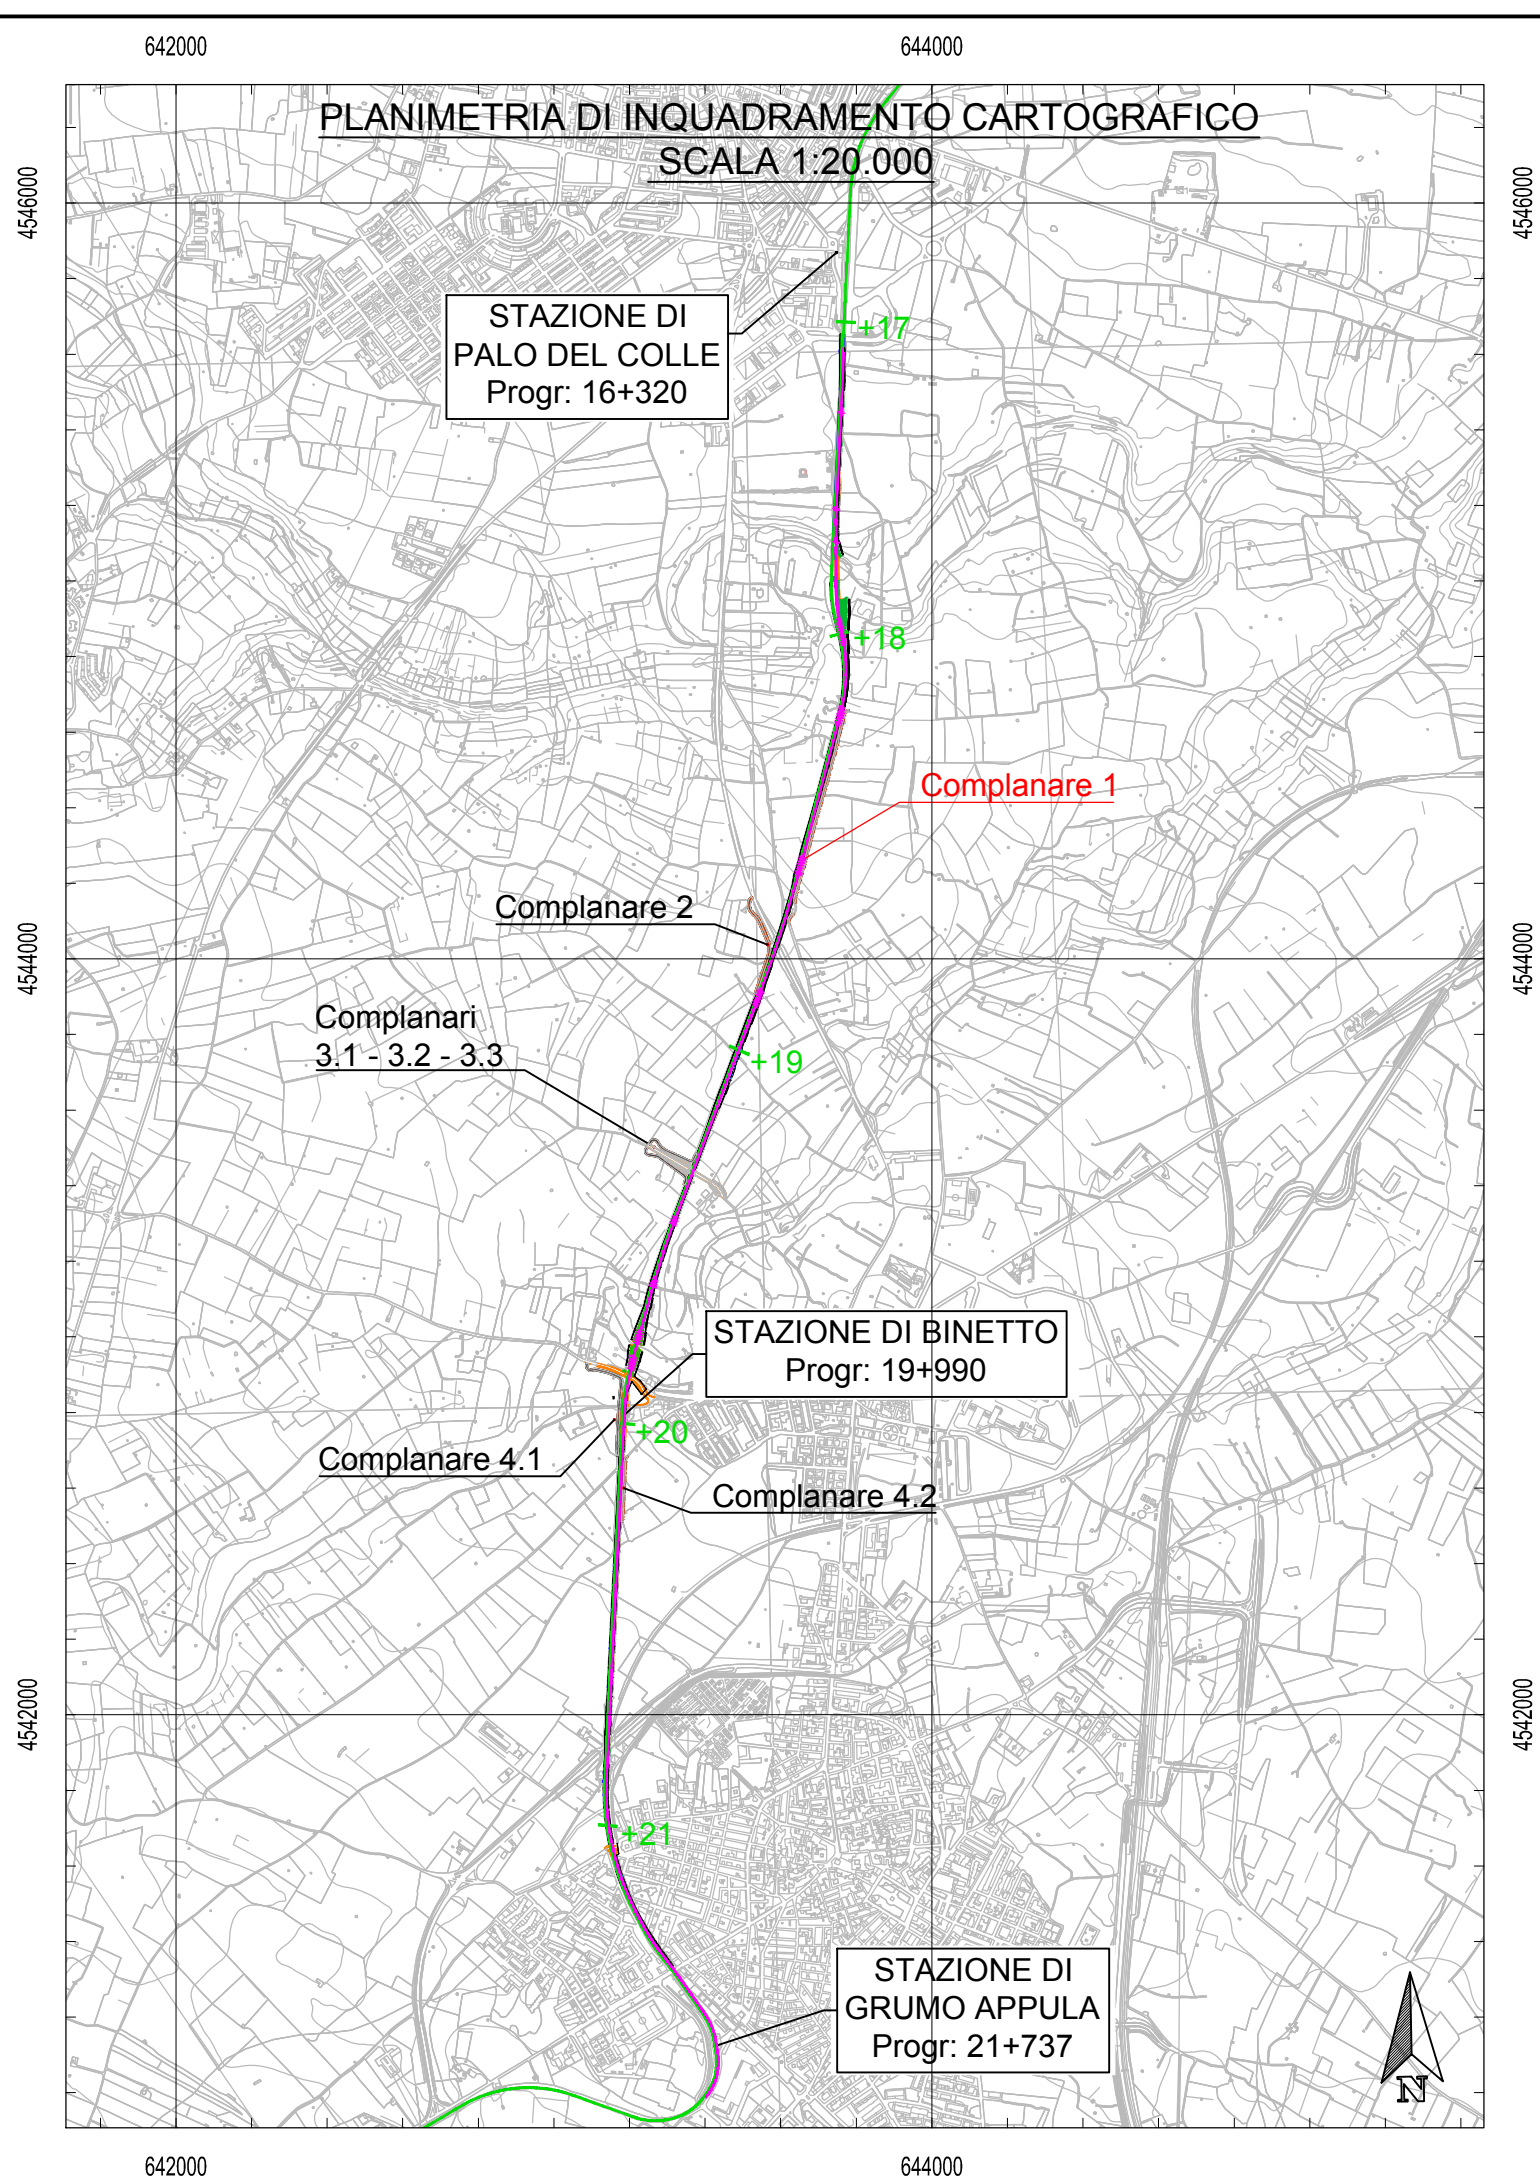 642000
644000
PLANIMETRIA DI INQUADRAMENTO CARTOGRAFICO
SCALA 1:20.000
4546000
4546000
STAZIONE DI
PALO DEL COLLE
Progr: 16+320
+17
+18
Complanare 1
Complanare 2
4544000
4544000
Complanari
3.1 - 3.2 - 3.3
+19
STAZIONE DI BINETTO
Progr: 19+990
+20
Complanare 4.1
Complanare 4.2
4542000
4542000
+21
STAZIONE DI
GRUMO APPULA
Progr: 21+737
N
642000
644000